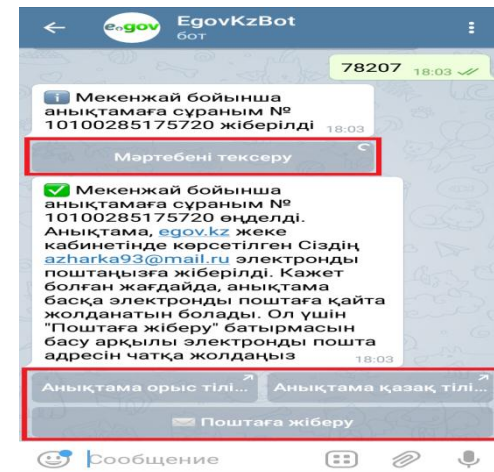 egov
EgovKzBot
бот
78207 18:03
Мекенжай бойынша
анықтамаға сұраным №
10100285175720 жіберілді 18:03
Мәртебені тексеру
Мекенжай бойынша
анықтамаға сұраным №
10100285175720 өңделді.
Анықтама, egov.kz жеке
кабинетінде көрсетілген Сіздің
azharka93@mail.ru электронды
поштаңызға жіберілді. Кажет
болған жағдайда, анықтама
басқа электронды поштаға қайта
жолданатын болады. Ол үшін
"Поштаға жіберу" батырмасын
басу арқылы электронды пошта
адресін чатқа жолдаңыз 18:03
Анықтама орыс тілі... Анықтама қазақ тілі...
Поштаға жіберу
Сообщение